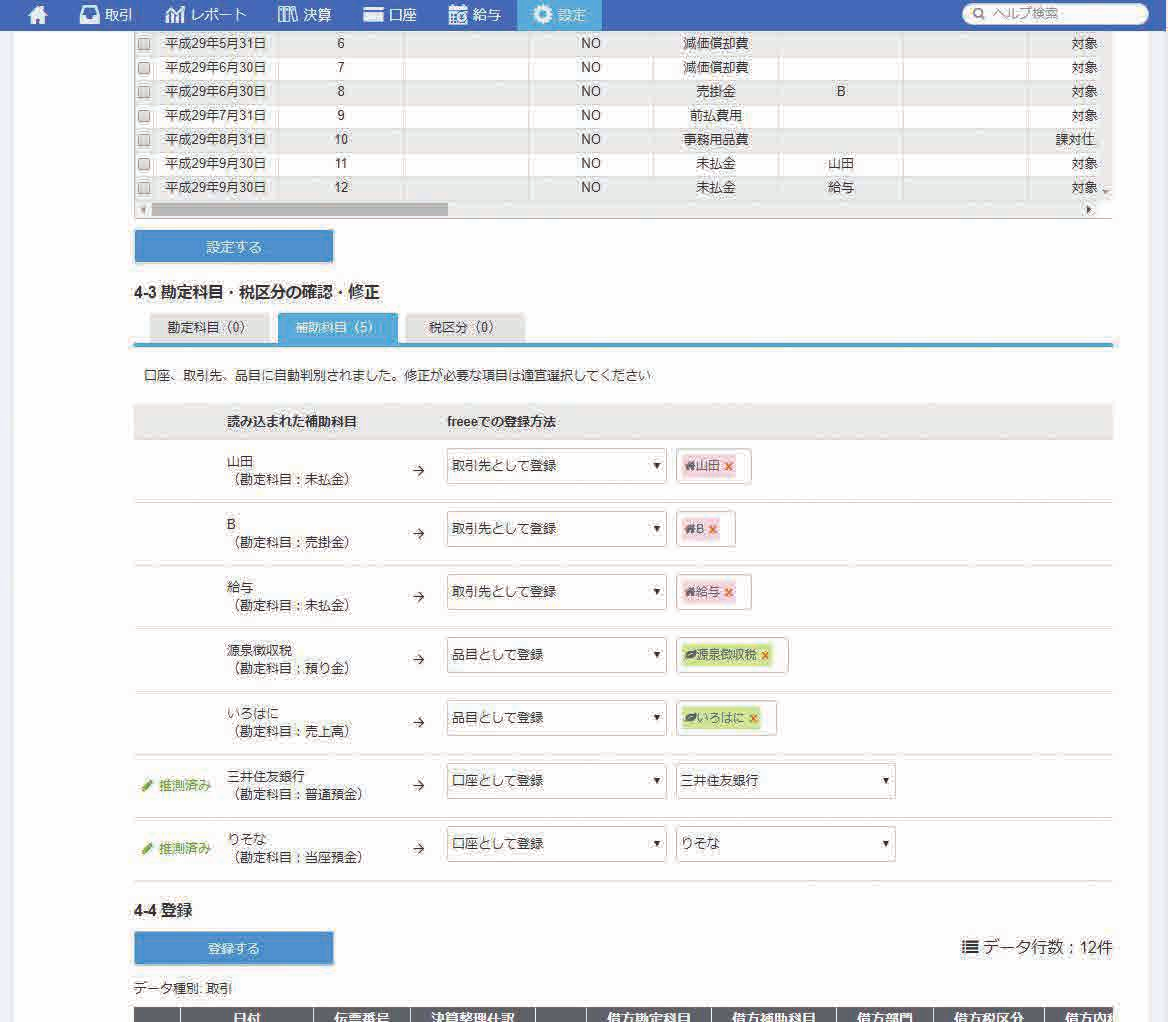 取引 レポート 決算 口座 給与 設定 ヘルプ検索
平成29年5月31日 6 NO 減価償却費 対象
平成29年6月30日 7 NO 減価償却費 対象
平成29年6月30日 8 NO 売掛金 B 対象
平成29年7月31日 9 NO 前払費用 対象
平成29年8月31日 10 NO 事務用品費 課対仕
平成29年9月30日 11 NO 未払金 山田 対象
平成29年9月30日 12 NO 未払金 給与 対象
設定する
4-3 勘定科目・税区分の確認・修正
勘定科目（0） 補助科目（5） 税区分（0）
口座、取引先、品目に自動判別されました。修正が必要な項目は適宜選択してください
読み込まれた補助科目 freeeでの登録方法
山田
（勘定科目：未払金） → 取引先として登録 山田 x
B
（勘定科目：売掛金） → 取引先として登録 B x
給与
（勘定科目：未払金） → 取引先として登録 給与 x
源泉徴収税
（勘定科目：預り金） → 品目として登録 源泉徴収税 x
いろはに
（勘定科目：売上高） → 品目として登録 いろはに x
推測済み 三井住友銀行
（勘定科目：普通預金） → 口座として登録 三井住友銀行
推測済み りそな
（勘定科目：当座預金） → 口座として登録 りそな
4-4 登録
登録する データ行数：12件
データ種別: 取引
日付 伝票番号 決算整理仕訳 借方勘定科目 借方補助科目 借方部門 借方税区分